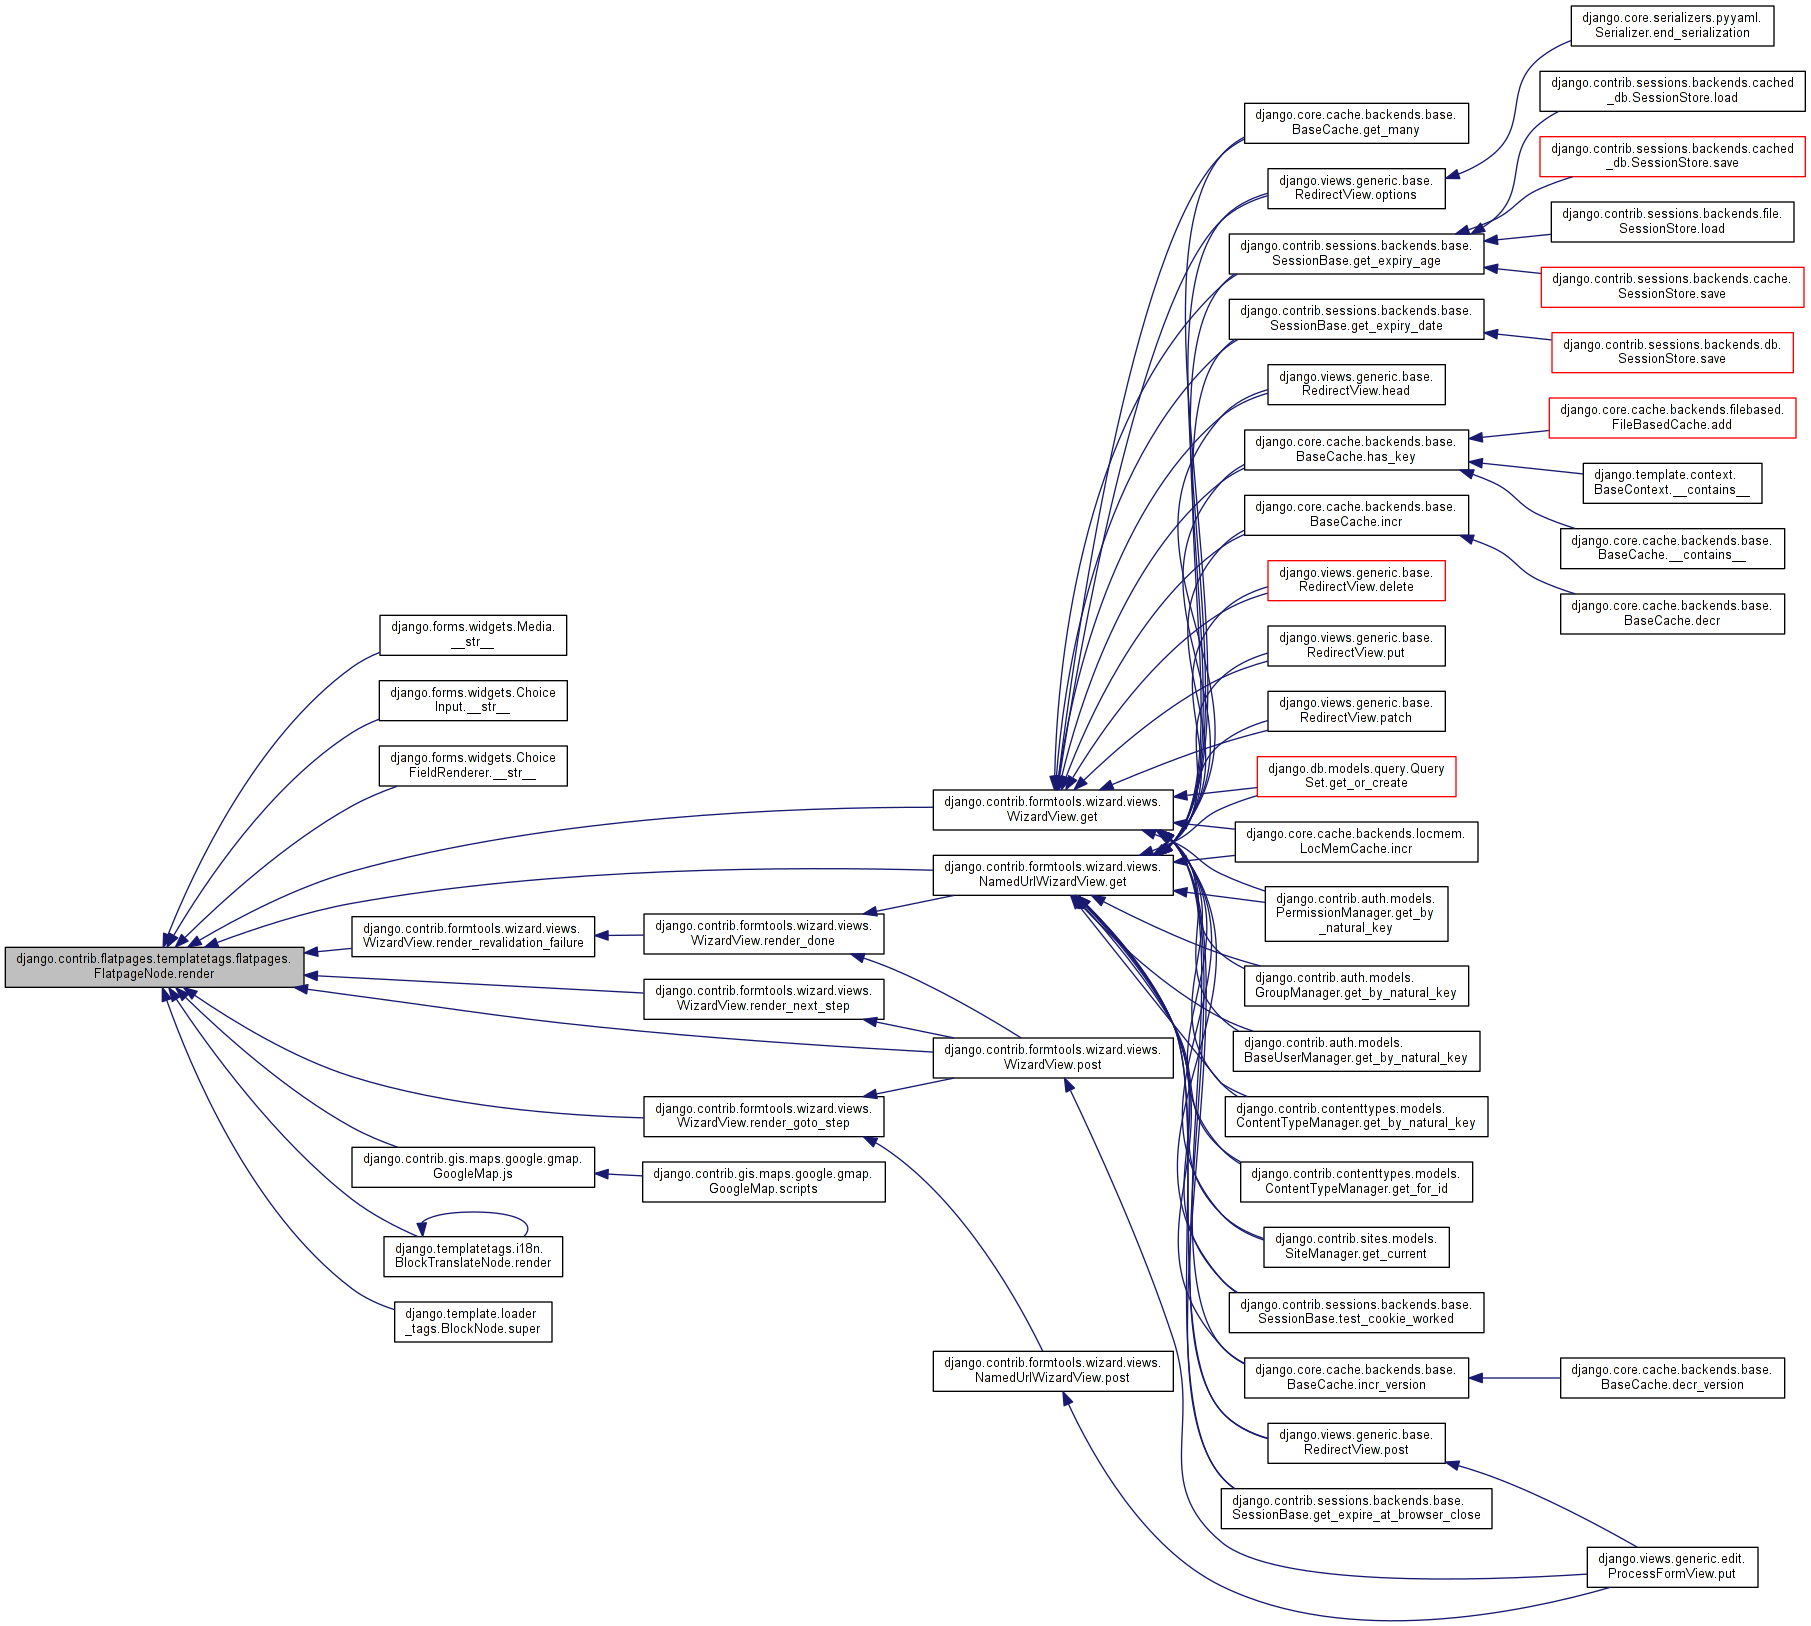 django.contrib.flatpages.templatetags.flatpages.
FlatpageNode.render
django.forms.widgets.Media.
__str__
django.forms.widgets.Choice
Input.__str__
django.forms.widgets.Choice
FieldRenderer.__str__
django.contrib.formtools.wizard.views.
WizardView.render_revalidation_failure
django.contrib.gis.maps.google.gmap.
GoogleMap.js
django.templatetags.i18n.
BlockTranslateNode.render
django.template.loader
_tags.BlockNode.super
django.contrib.formtools.wizard.views.
WizardView.render_done
django.contrib.formtools.wizard.views.
WizardView.render_next_step
django.contrib.formtools.wizard.views.
WizardView.render_goto_step
django.contrib.gis.maps.google.gmap.
GoogleMap.scripts
django.contrib.formtools.wizard.views.
WizardView.get
django.contrib.formtools.wizard.views.
NamedUrlWizardView.get
django.contrib.formtools.wizard.views.
WizardView.post
django.contrib.formtools.wizard.views.
NamedUrlWizardView.post
django.core.cache.backends.base.
BaseCache.get_many
django.views.generic.base.
RedirectView.options
django.contrib.sessions.backends.base.
SessionBase.get_expiry_age
django.contrib.sessions.backends.base.
SessionBase.get_expiry_date
django.views.generic.base.
RedirectView.head
django.core.cache.backends.base.
BaseCache.has_key
django.core.cache.backends.base.
BaseCache.incr
django.views.generic.base.
RedirectView.delete
django.views.generic.base.
RedirectView.put
django.views.generic.base.
RedirectView.patch
django.db.models.query.Query
Set.get_or_create
django.core.cache.backends.locmem.
LocMemCache.incr
django.contrib.auth.models.
PermissionManager.get_by
_natural_key
django.contrib.auth.models.
GroupManager.get_by_natural_key
django.contrib.auth.models.
BaseUserManager.get_by_natural_key
django.contrib.contenttypes.models.
ContentTypeManager.get_by_natural_key
django.contrib.contenttypes.models.
ContentTypeManager.get_for_id
django.contrib.sites.models.
SiteManager.get_current
django.contrib.sessions.backends.base.
SessionBase.test_cookie_worked
django.core.cache.backends.base.
BaseCache.incr_version
django.views.generic.base.
RedirectView.post
django.contrib.sessions.backends.base.
SessionBase.get_expire_at_browser_close
django.core.serializers.pyyaml.
Serializer.end_serialization
django.contrib.sessions.backends.cached
_db.SessionStore.load
django.contrib.sessions.backends.cached
_db.SessionStore.save
django.contrib.sessions.backends.file.
SessionStore.load
django.contrib.sessions.backends.cache.
SessionStore.save
django.contrib.sessions.backends.db.
SessionStore.save
django.core.cache.backends.filebased.
FileBasedCache.add
django.template.context.
BaseContext.__contains__
django.core.cache.backends.base.
BaseCache.__contains__
django.core.cache.backends.base.
BaseCache.decr
django.core.cache.backends.base.
BaseCache.decr_version
django.views.generic.edit.
ProcessFormView.put